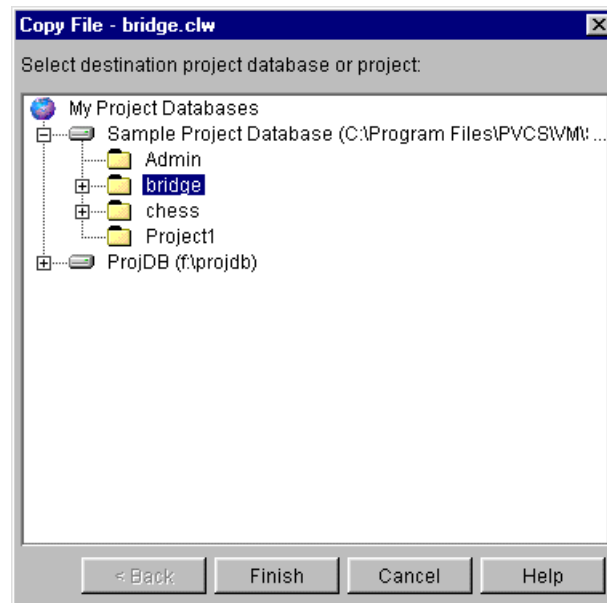 Copy File - bridge.clw
Select destination project database or project:
My Project Databases
Sample Project Database (C:\Program Files\PVCS\VM\ ...
Admin
bridge
chess
Project1
ProjDB (f:\projdb)
< Back Finish Cancel Help